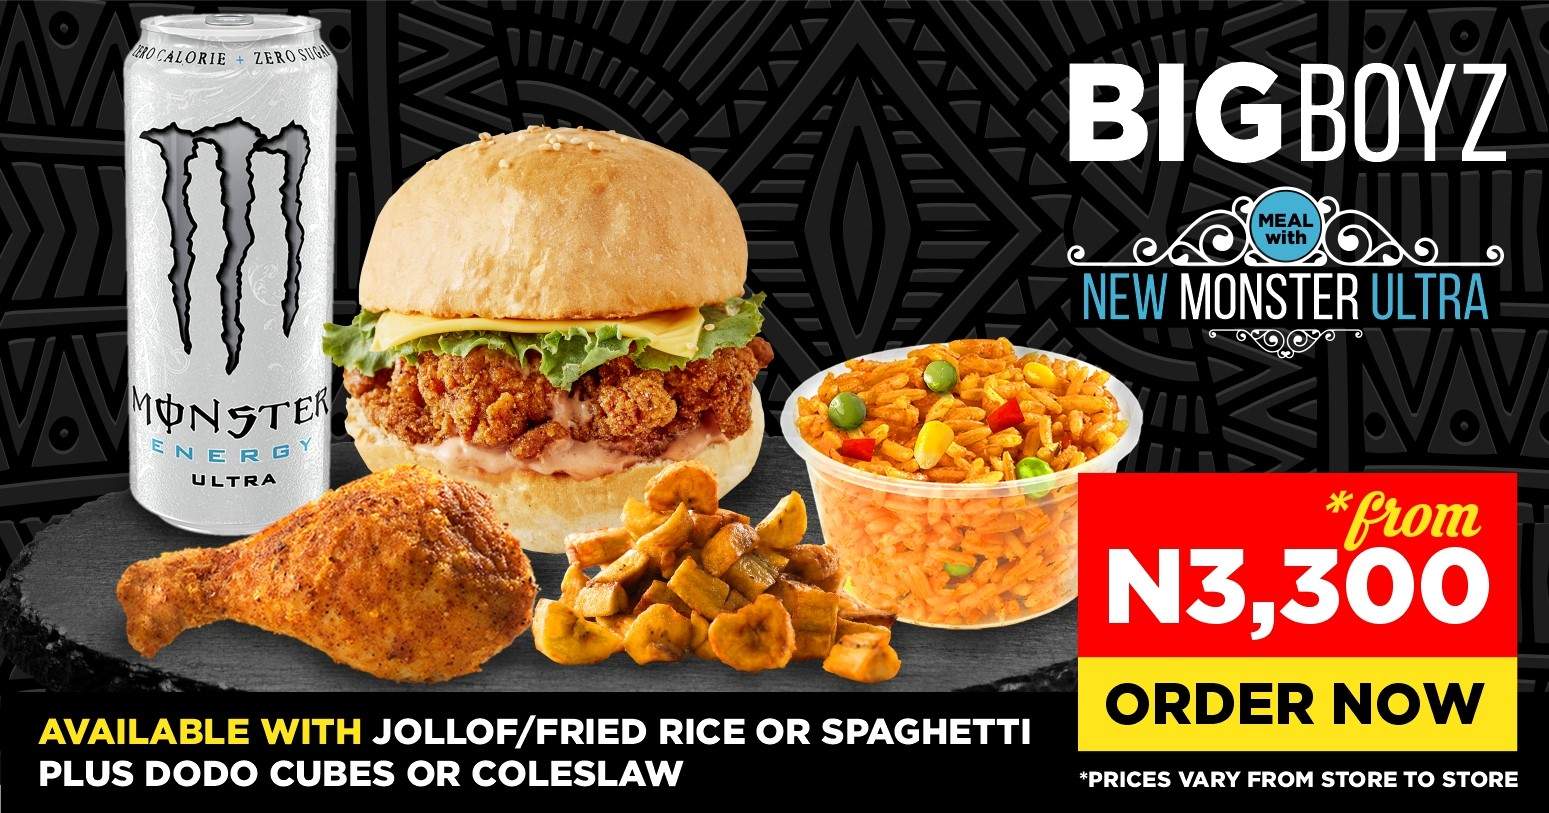 ZERO CALORIE + ZERO SUGAR
MONSTER
ENERGY
ULTRA
BIG BOYZ
MEAL
with
NEW MONSTER ULTRA
*from
N3,300
ORDER NOW
AVAILABLE WITH JOLLOF/FRIED RICE OR SPAGHETTI
PLUS DODO CUBES OR COLESLAW
*PRICES VARY FROM STORE TO STORE